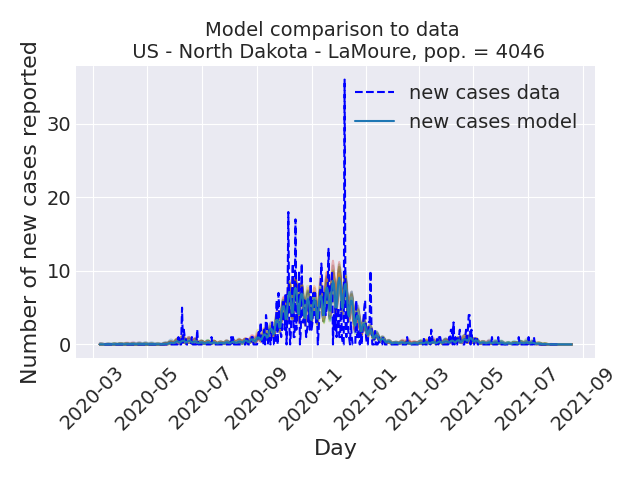 Model comparison to data
US - North Dakota - LaMoure, pop. = 4046
Number of new cases reported
30
20
10
0
new cases data
new cases model
2020-03
2020-05
2020-07
2020-09
2020-11
2021-01
2021-03
2021-05
2021-07
2021-09
Day